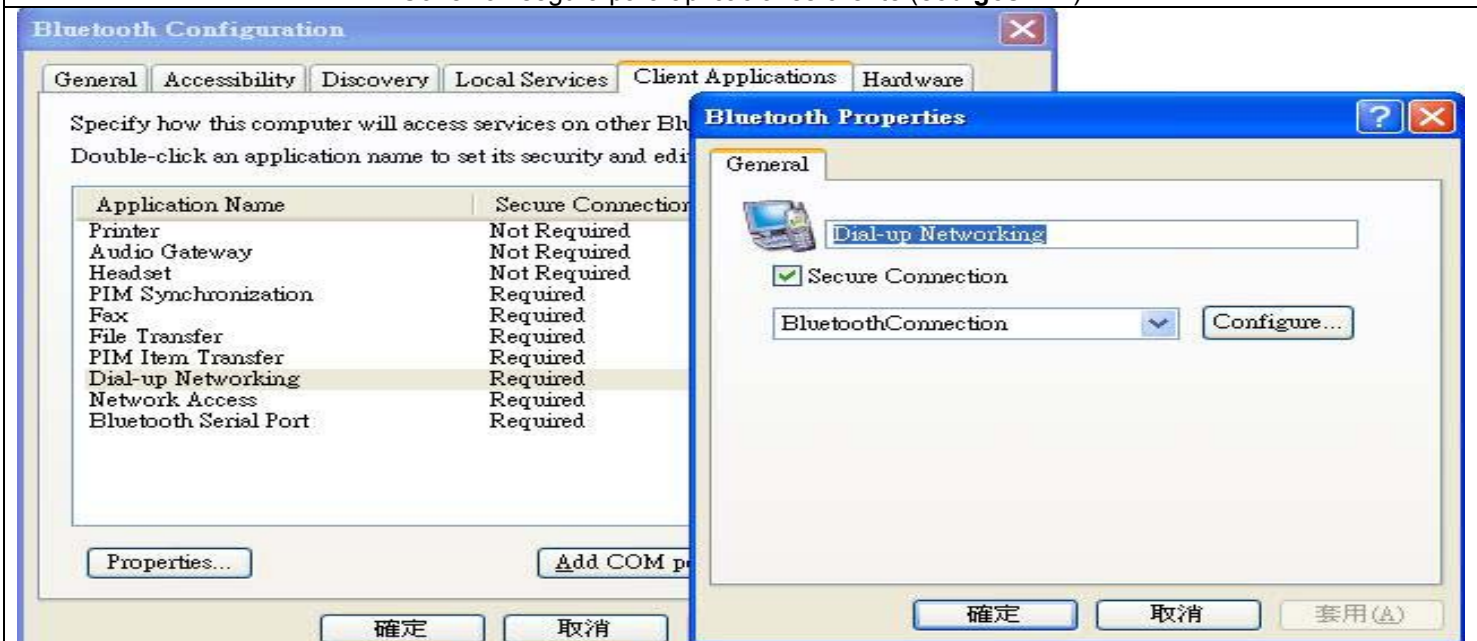 Bluetooth Configuration
General Accessibility Discovery Local Services Client Applications Hardware
Specify how this computer will access services on other Blu
Double-click an application name to set its security and edi
Application Name Secure Connection
Printer Not Required
Audio Gateway Not Required
Headset Not Required
PIM Synchronization Required
Fax Required
File Transfer Required
PIM Item Transfer Required
Dial-up Networking Required
Network Access Required
Bluetooth Serial Port Required
Properties... Add COM p
確定 取消
Bluetooth Properties
General
Dial-up Networking
Secure Connection
BluetoothConnection Configure...
確定 取消 套用(A)